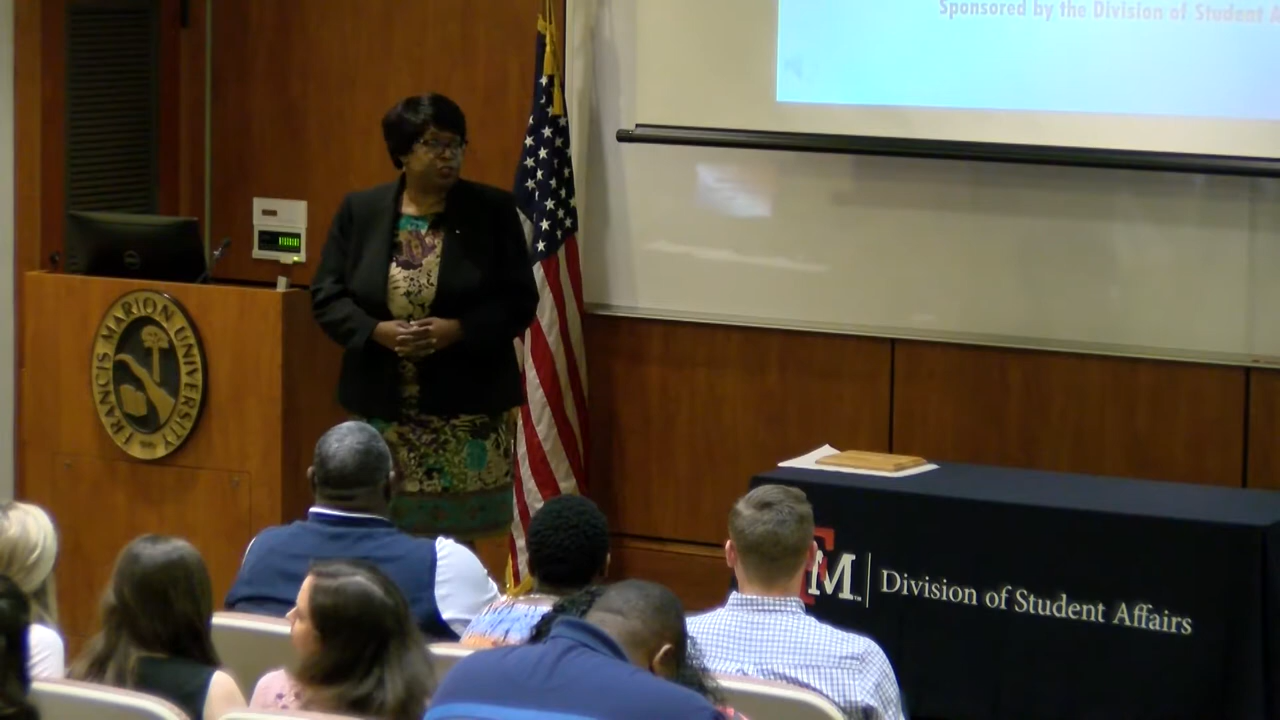 Sponsored by the Division of Student A
FRANCIS MARION UNIVERSITY
FM
Division of Student Affairs